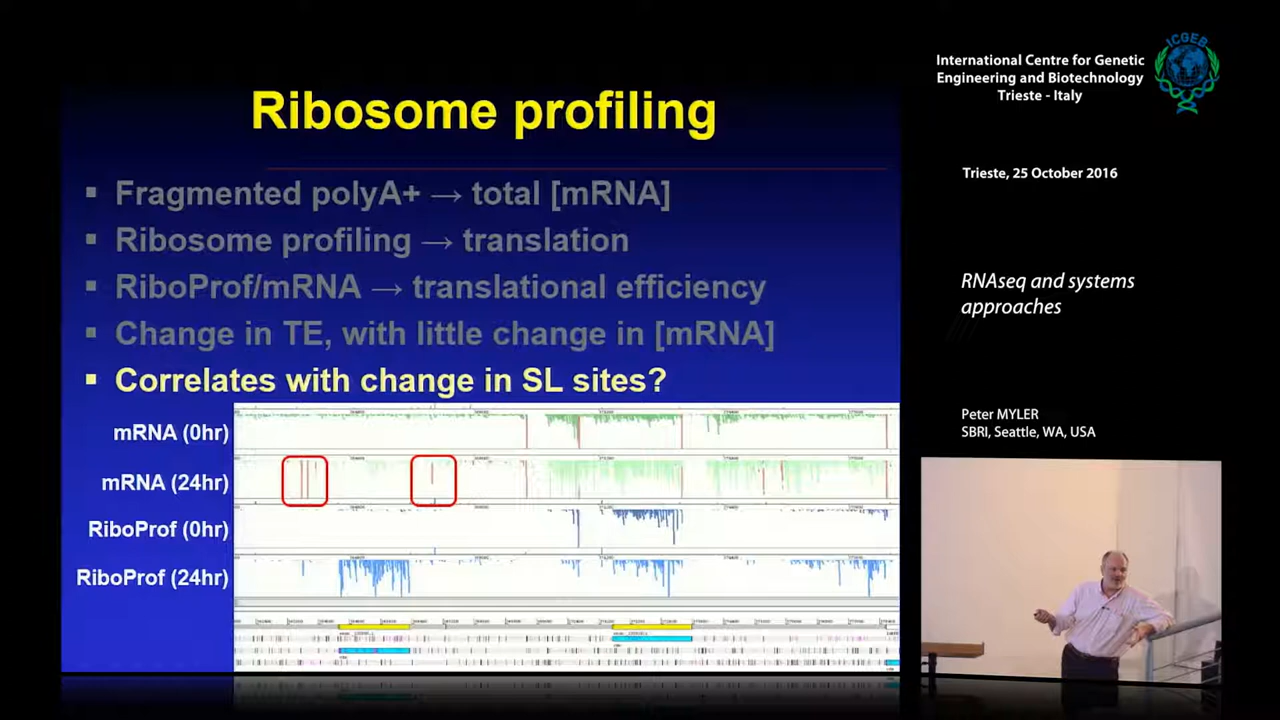 Ribosome profiling
▪ Fragmented polyA+ → total [mRNA]
▪ Ribosome profiling → translation
▪ RiboProf/mRNA → translational efficiency
▪ Change in TE, with little change in [mRNA]
▪ Correlates with change in SL sites?
mRNA (0hr)
mRNA (24hr)
RiboProf (0hr)
RiboProf (24hr)
International Centre for Genetic
Engineering and Biotechnology
Trieste - Italy
ICGEB
Trieste, 25 October 2016
RNAseq and systems
approaches
Peter MYLER
SBRI, Seattle, WA, USA